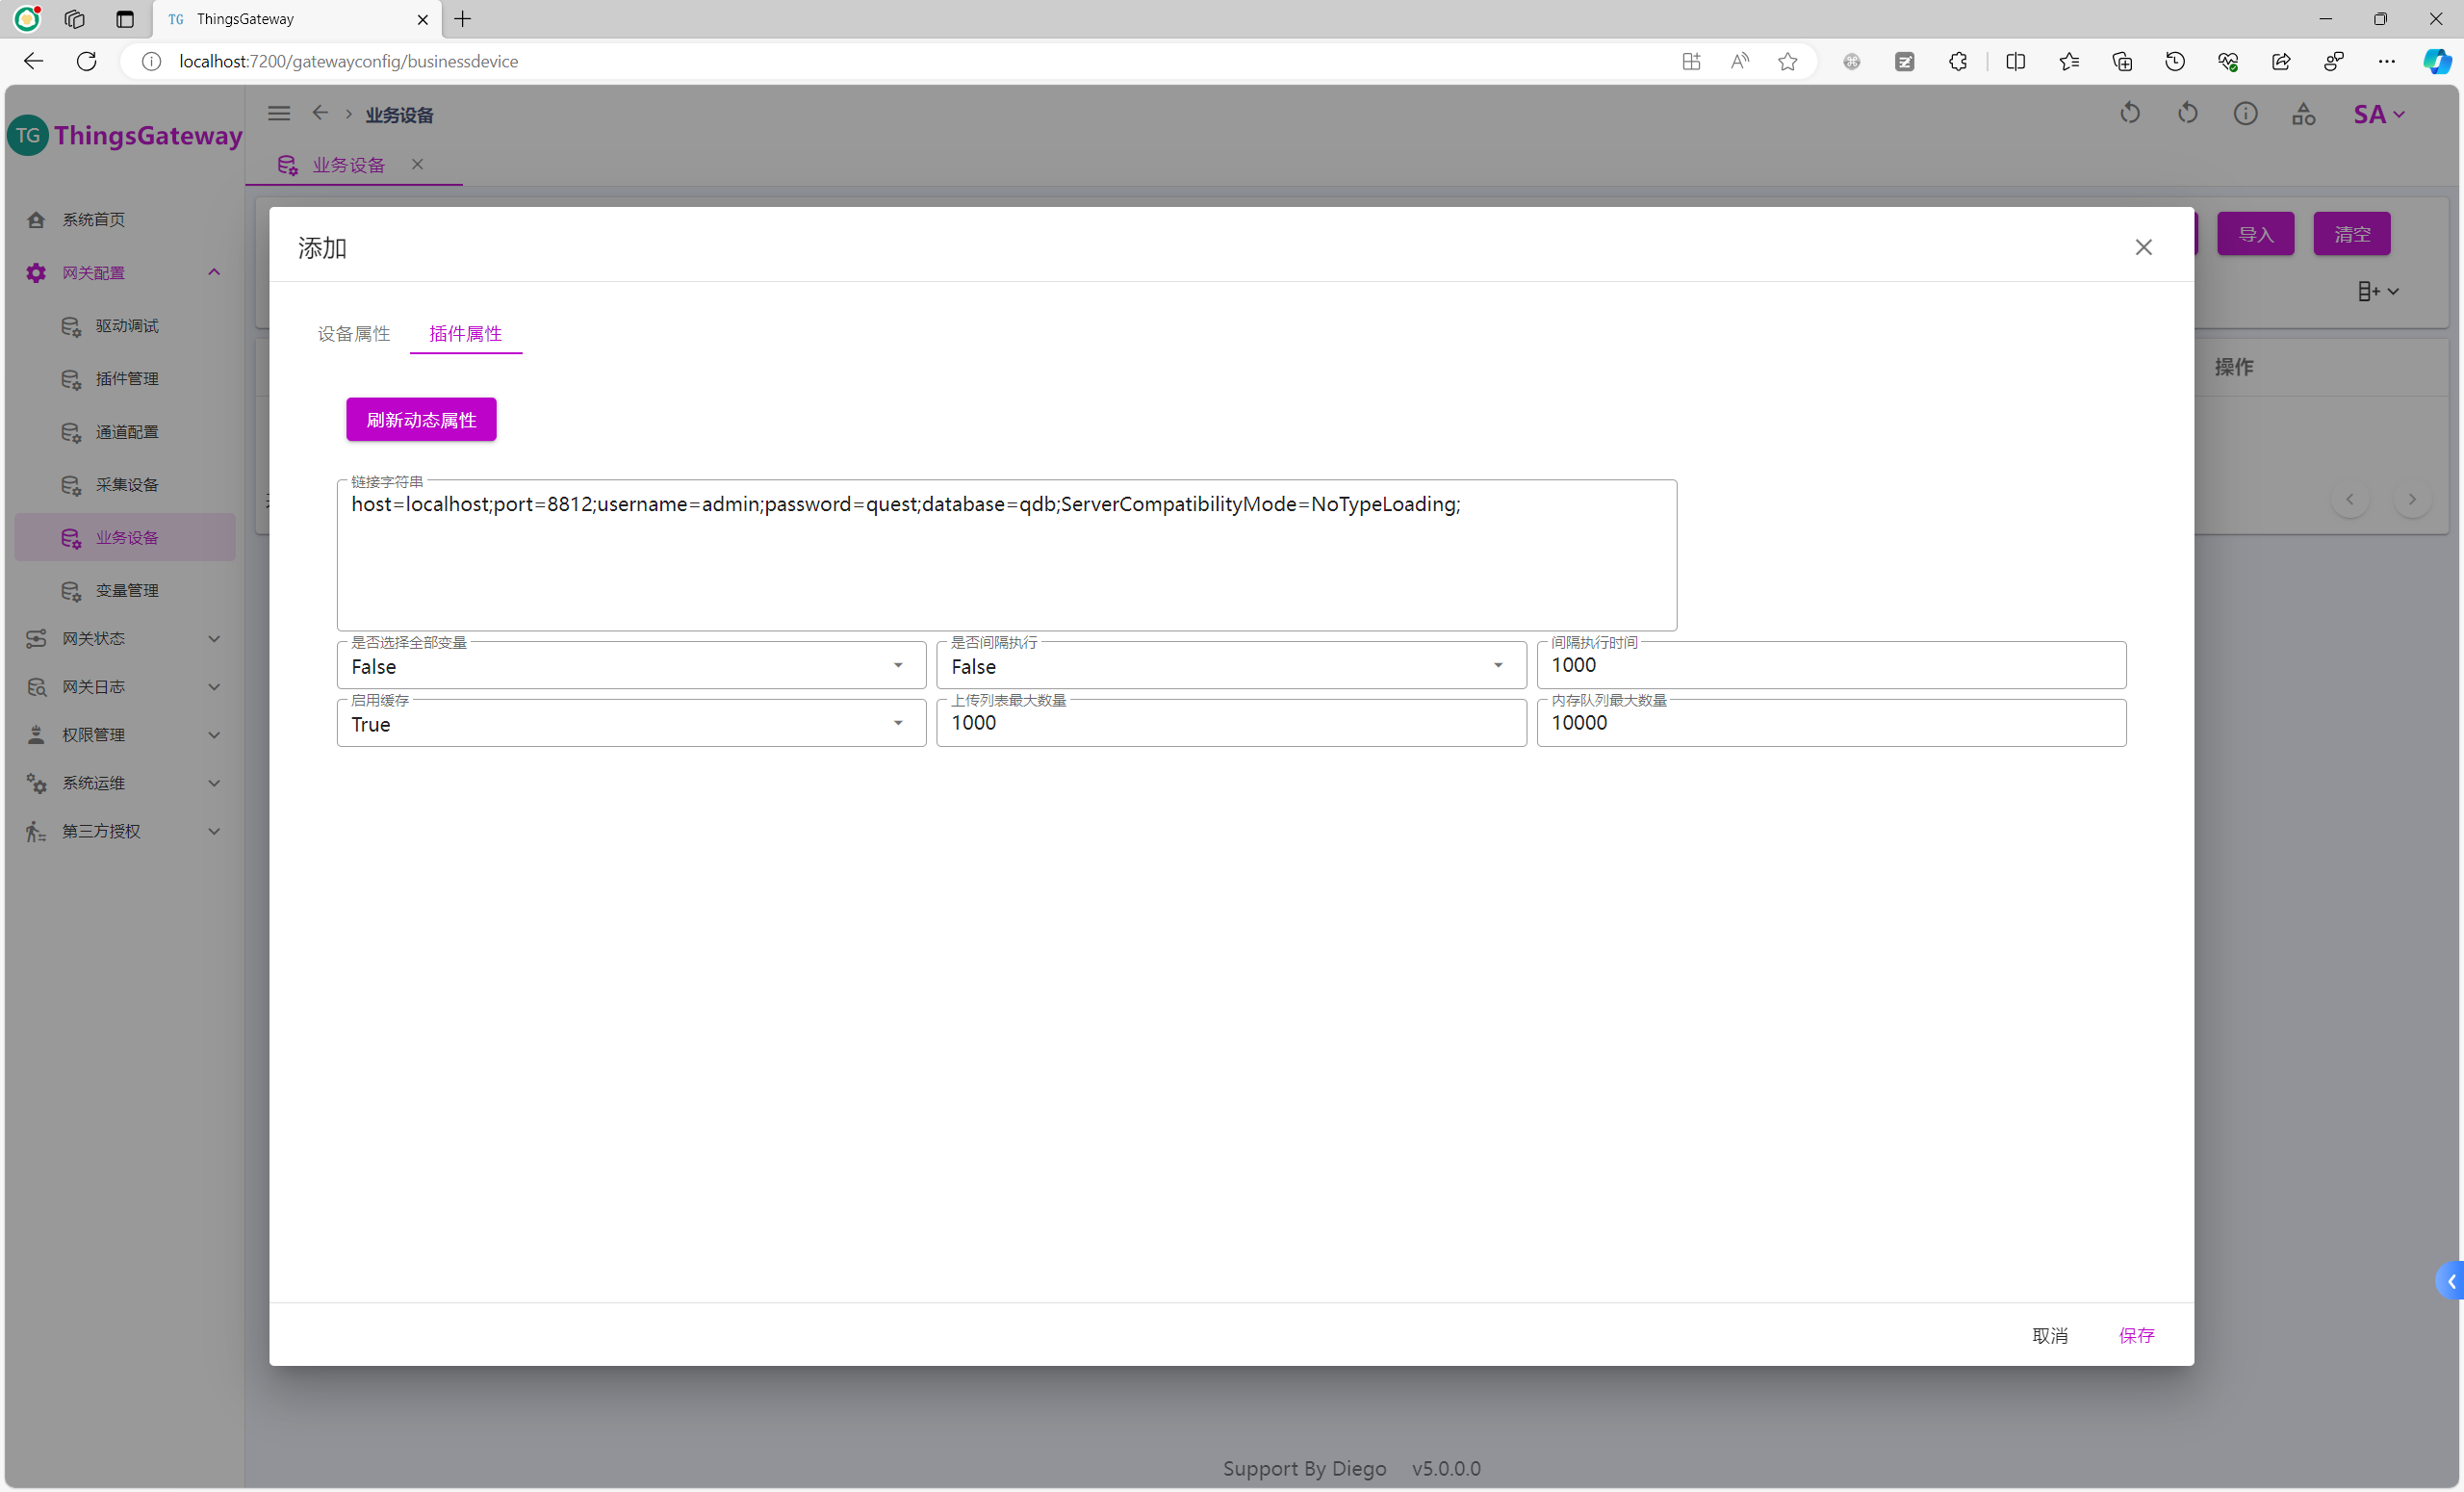 TG ThingsGateway
localhost:7200/gatewayconfig/businessdevice
TG ThingsGateway
业务设备
SA
业务设备
系统首页
网关配置
驱动调试
插件管理
通道配置
采集设备
业务设备
变量管理
网关状态
网关日志
权限管理
系统运维
第三方授权
导入
清空
操作
添加
设备属性
插件属性
刷新动态属性
链接字符串
host=localhost;port=8812;username=admin;password=quest;database=qdb;ServerCompatibilityMode=NoTypeLoading;
是否选择全部变量
False
是否间隔执行
False
间隔执行时间
1000
启用缓存
True
上传列表最大数量
1000
内存队列最大数量
10000
取消
保存
Support By Diego v5.0.0.0